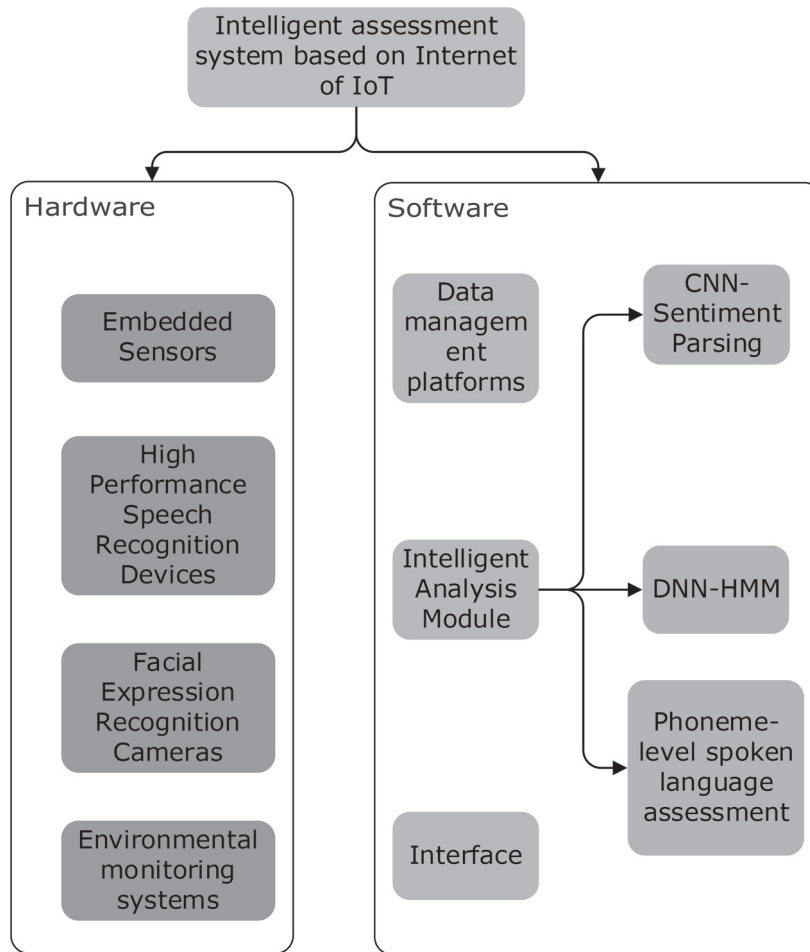 Intelligent assessment
system based on Internet
of IoT
Hardware
Embedded
Sensors
High
Performance
Speech
Recognition
Devices
Facial
Expression
Recognition
Cameras
Environmental
monitoring
systems
Software
Data
managem
ent
platforms
Intelligent
Analysis
Module
Interface
CNN-
Sentiment
Parsing
DNN-HMM
Phoneme-
level spoken
language
assessment